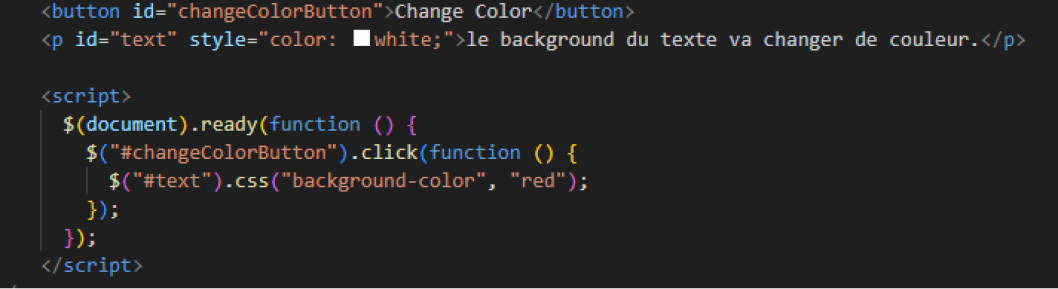 <button id="changeColorButton">Change Color</button>
<p id="text" style="color: white;">le background du texte va changer de couleur.</p>
<script>
$(document).ready(function () {
$("#changeColorButton").click(function () {
$("#text").css("background-color", "red");
});
});
</script>